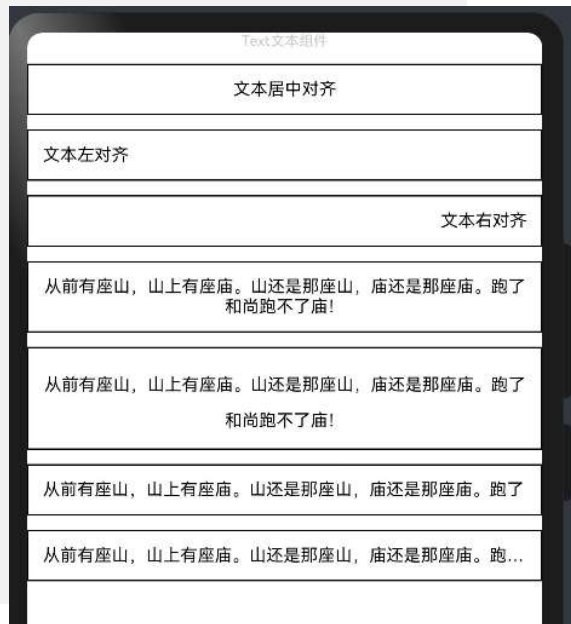 Text文本组件
文本居中对齐
文本左对齐
文本右对齐
从前有座山，山上有座庙。山还是那座山，庙还是那座庙。跑了
和尚跑不了庙！
从前有座山，山上有座庙。山还是那座山，庙还是那座庙。跑了
和尚跑不了庙！
从前有座山，山上有座庙。山还是那座山，庙还是那座庙。跑了
从前有座山，山上有座庙。山还是那座山，庙还是那座庙。跑...